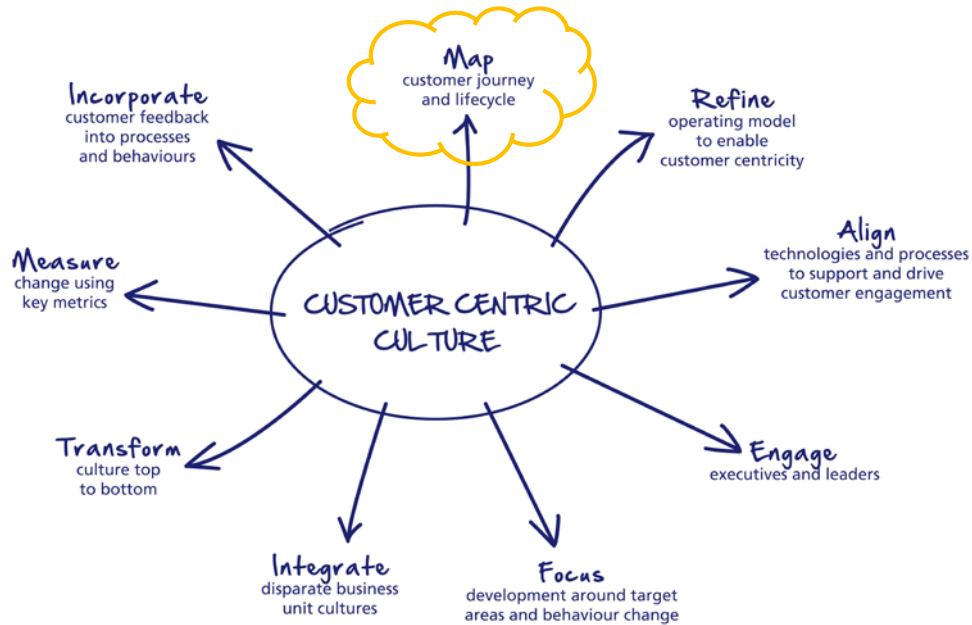 Map
customer journey
and lifecycle
Incorporate
customer feedback
into processes
and behaviours
Refine
operating model
to enable
customer centricity
Measure
change using
key metrics
CUSTOMER CENTRIC
CULTURE
Align
technologies and processes
to support and drive
customer engagement
Transform
culture top
to bottom
Engage
executives and leaders
Integrate
disparate business
unit cultures
Focus
development around target
areas and behaviour change